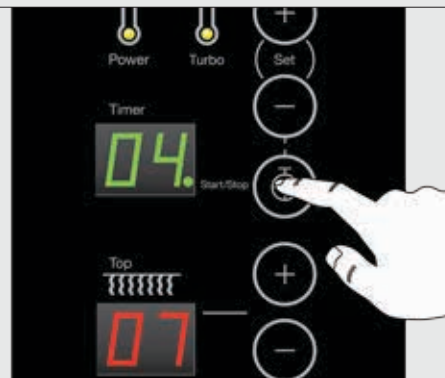 +
Power Turbo
Set
Timer
−
04.
Start/Stop
Top
+
07
−